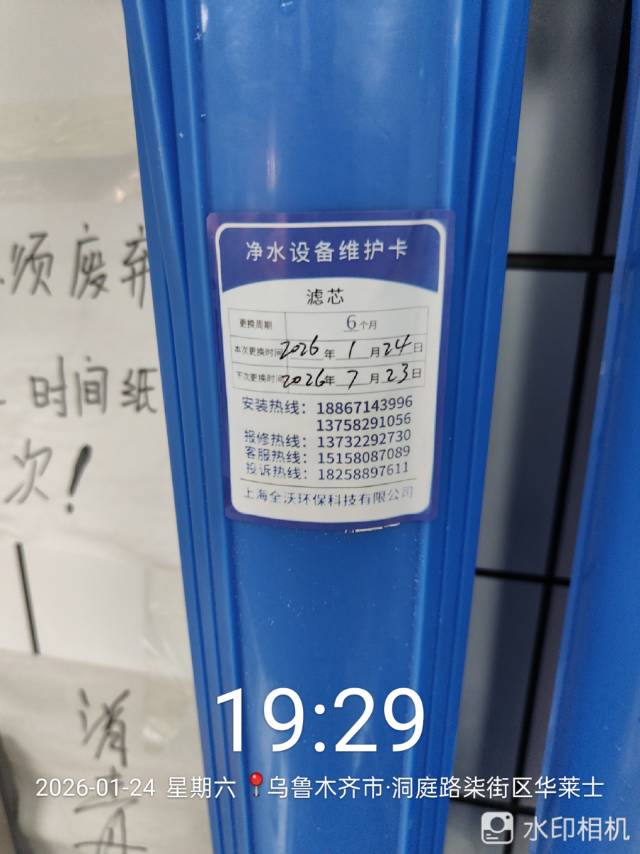 须废弃
时间纸
次！
净水设备维护卡
滤芯
更换周期 6个月
本次更换时间 2026年1月24日
下次更换时间 2026年7月23日
安装热线：18867143996
13758291056
报修热线：13732292730
客服热线：15158087089
投诉热线：18258897611
上海全沃环保科技有限公司
消
19:29
2026-01-24 星期六 📍乌鲁木齐市·洞庭路柒街区华莱士
水印相机